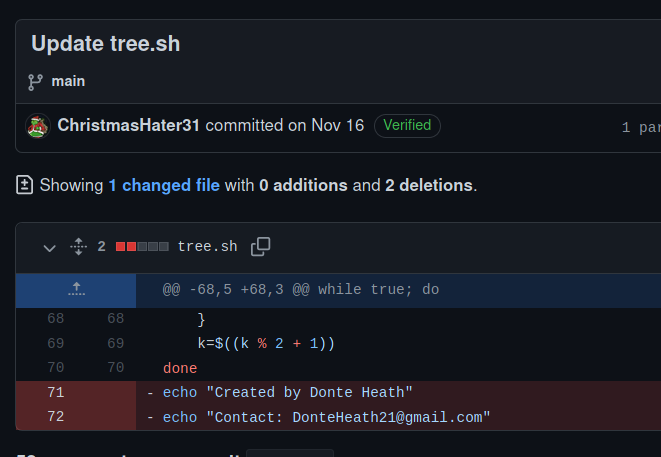 Update tree.sh
main
ChristmasHater31 committed on Nov 16 Verified
1 par
Showing 1 changed file with 0 additions and 2 deletions.
2 tree.sh
@@ -68,5 +68,3 @@ while true; do
68 68 }
69 69 k=$((k % 2 + 1))
70 70 done
71 - echo "Created by Donte Heath"
72 - echo "Contact: DonteHeath21@gmail.com"